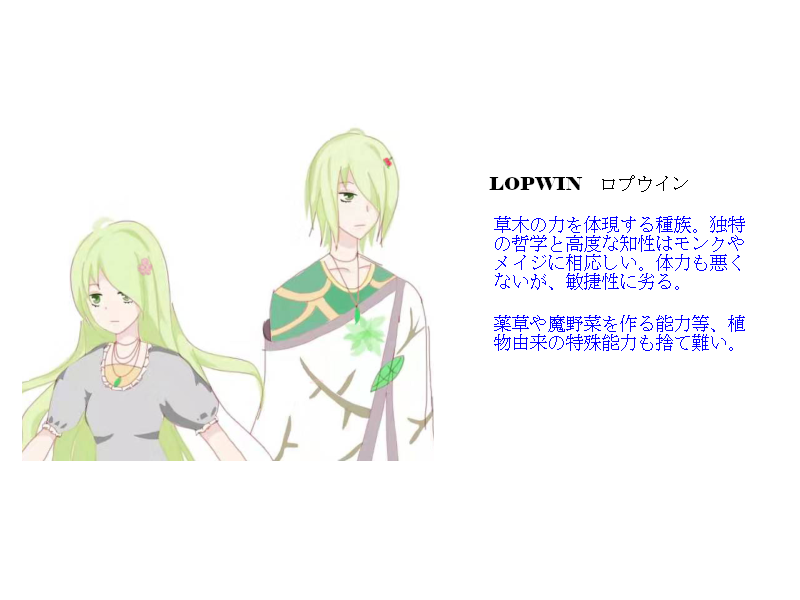 LOPWIN　ロプウイン
草木の力を体現する種族。独特
の哲学と高度な知性はモンクや
メイジに相応しい。体力も悪く
ないが、敏捷性に劣る。
薬草や魔野菜を作る能力等、植
物由来の特殊能力も捨て難い。